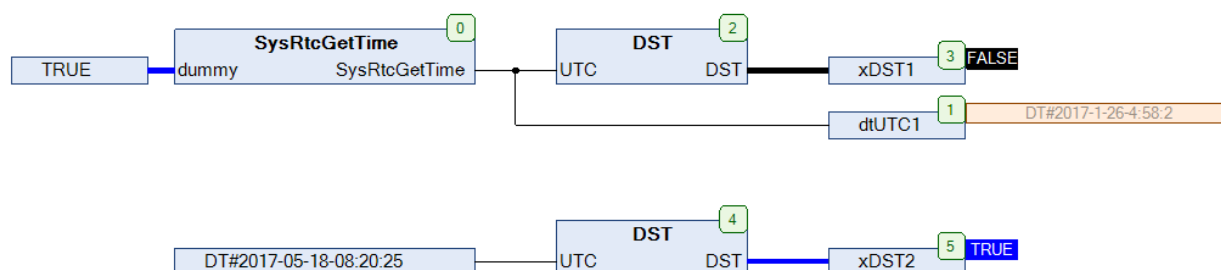 0
SysRtcGetTime
TRUE
dummy SysRtcGetTime
2
DST
UTC DST
3
xDST1
FALSE
1
dtUTC1
DT#2017-1-26-4:58:2
4
DST
DT#2017-05-18-08:20:25
UTC DST
5
xDST2
TRUE